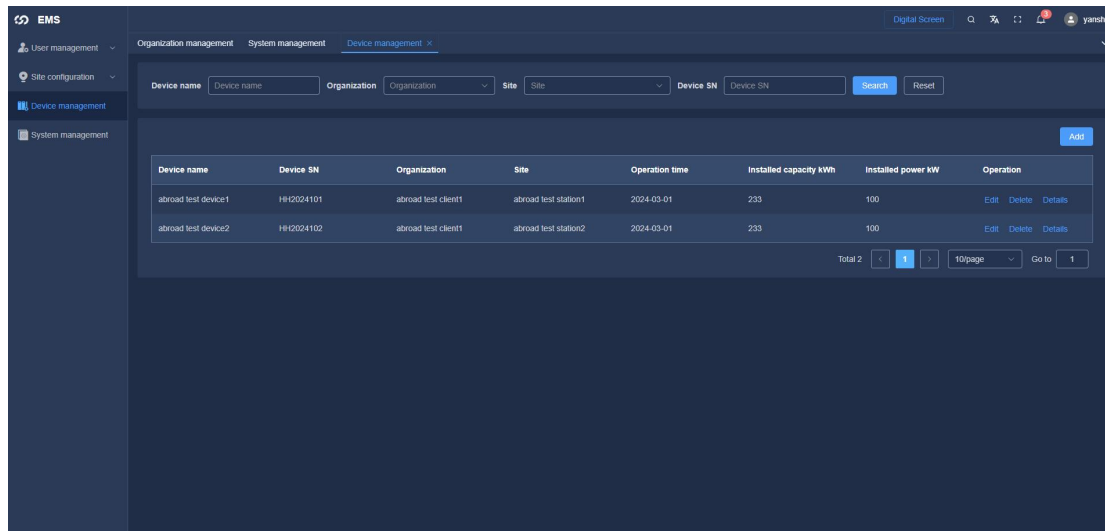 EMS
Digital Screen
3
yansh
User management
Site configuration
Device management
System management
Organization management System management Device management ×
Device name Device name Organization Organization Site Site Device SN Device SN Search Reset
Add
Device name Device SN Organization Site Operation time Installed capacity kWh Installed power kW Operation
abroad test device1 HH2024101 abroad test client1 abroad test station1 2024-03-01 233 100 Edit Delete Details
abroad test device2 HH2024102 abroad test client1 abroad test station2 2024-03-01 233 100 Edit Delete Details
Total 2 < 1 > 10/page Go to 1